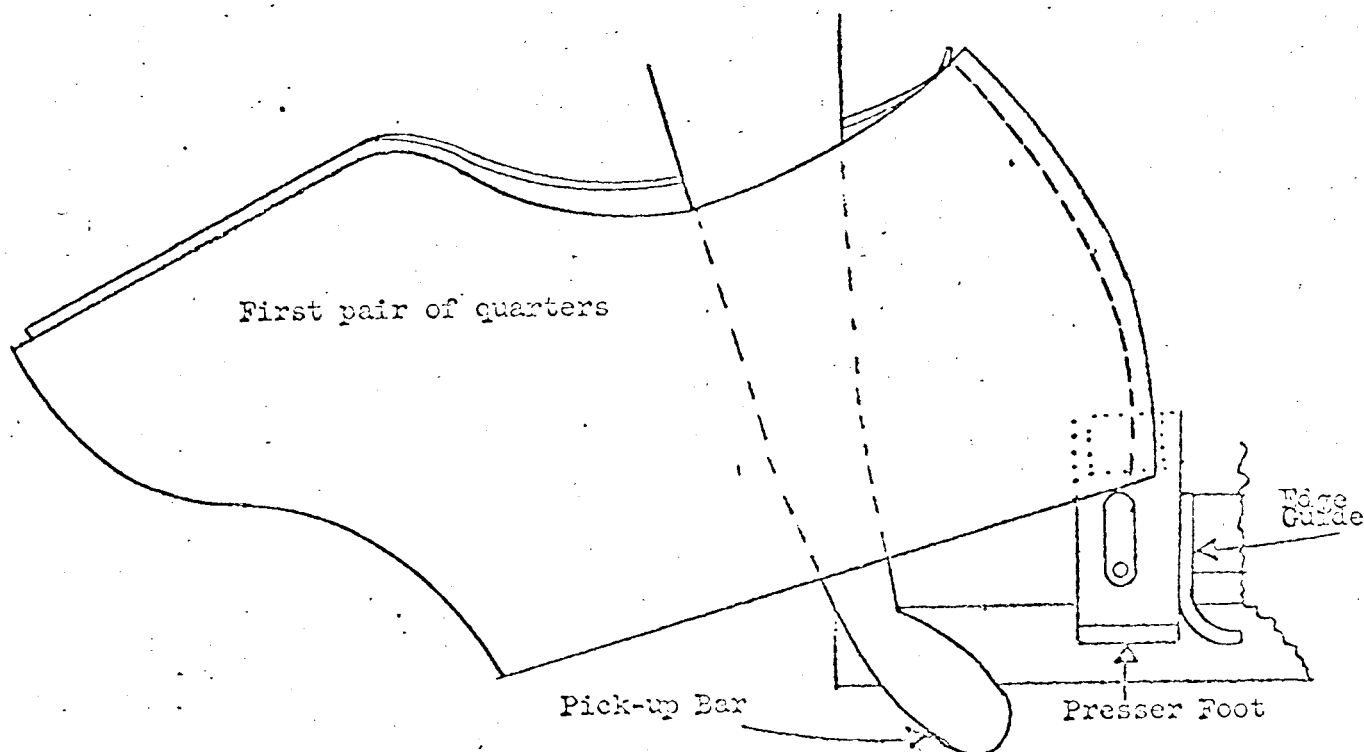 First pair of quarters
Edge
Guide
Pick-up Bar
Presser Foot